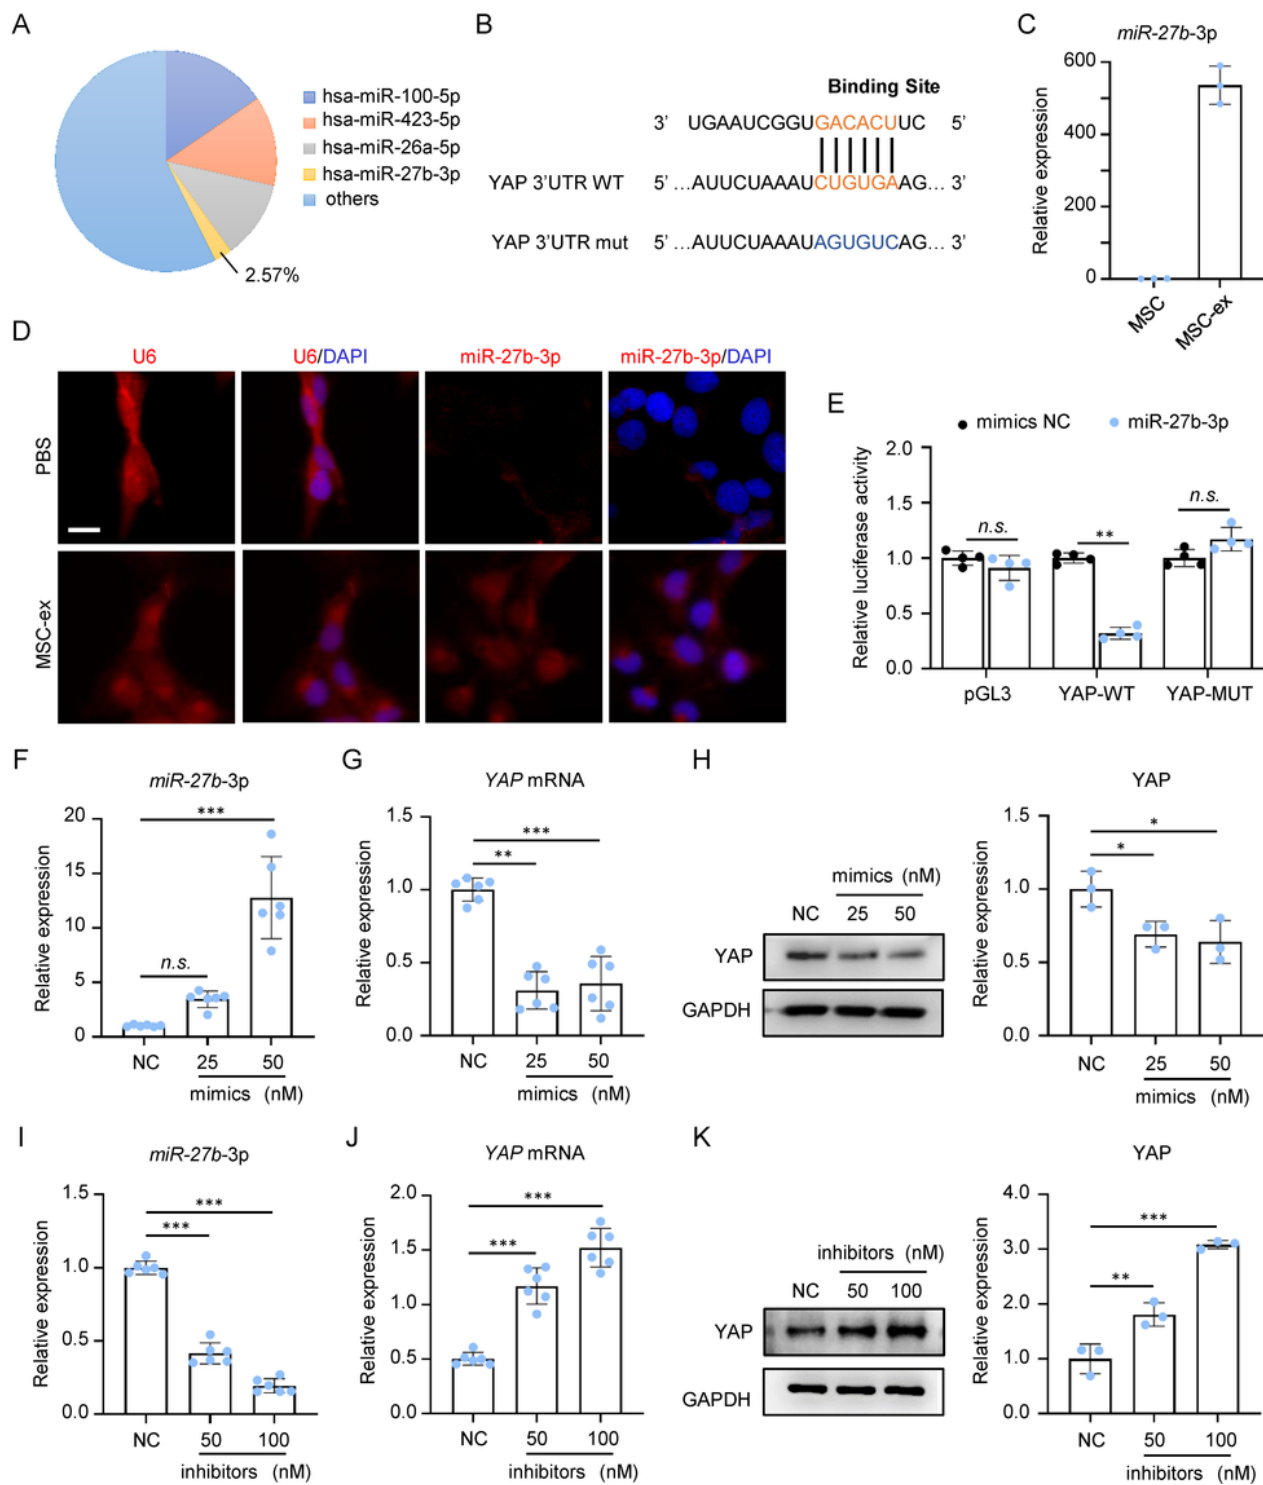 A
hsa-miR-100-5p
hsa-miR-423-5p
hsa-miR-26a-5p
hsa-miR-27b-3p
others
2.57%
B
Binding Site
3’ UGAAUCGGUGACACUUC 5’
YAP 3’UTR WT 5’ ...AUUCUAAAUCUGUGAAG... 3’
YAP 3’UTR mut 5’ ...AUUCUAAAUAGUGUCAG... 3’
C
miR-27b-3p
Relative expression
600
400
200
0
MSC
MSC-ex
D
U6
U6/DAPI
miR-27b-3p
miR-27b-3p/DAPI
PBS
MSC-ex
E
mimics NC
miR-27b-3p
Relative luciferase activity
2.0
1.5
1.0
0.5
0.0
n.s.
**
n.s.
pGL3
YAP-WT
YAP-MUT
F
miR-27b-3p
Relative expression
20
15
10
5
0
***
n.s.
NC
25
50
mimics (nM)
G
YAP mRNA
Relative expression
1.5
1.0
0.5
0.0
***
**
NC
25
50
mimics (nM)
H
mimics (nM)
NC
25
50
YAP
GAPDH
YAP
Relative expression
1.5
1.0
0.5
0.0
*
*
NC
25
50
mimics (nM)
I
miR-27b-3p
Relative expression
1.5
1.0
0.5
0.0
***
***
NC
50
100
inhibitors (nM)
J
YAP mRNA
Relative expression
2.0
1.5
1.0
0.5
0.0
***
***
NC
50
100
inhibitors (nM)
K
inhibitors (nM)
NC
50
100
YAP
GAPDH
YAP
Relative expression
4.0
3.0
2.0
1.0
0.0
***
**
NC
50
100
inhibitors (nM)